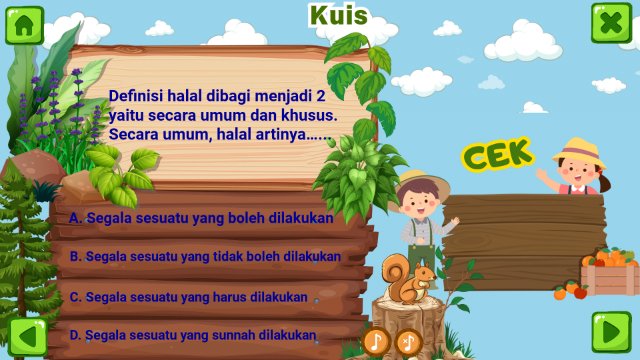 Kuis
Definisi halal dibagi menjadi 2
yaitu secara umum dan khusus.
Secara umum, halal artinya......
CEK
A. Segala sesuatu yang boleh dilakukan
B. Segala sesuatu yang tidak boleh dilakukan
C. Segala sesuatu yang harus dilakukan
D. Segala sesuatu yang sunnah dilakukan